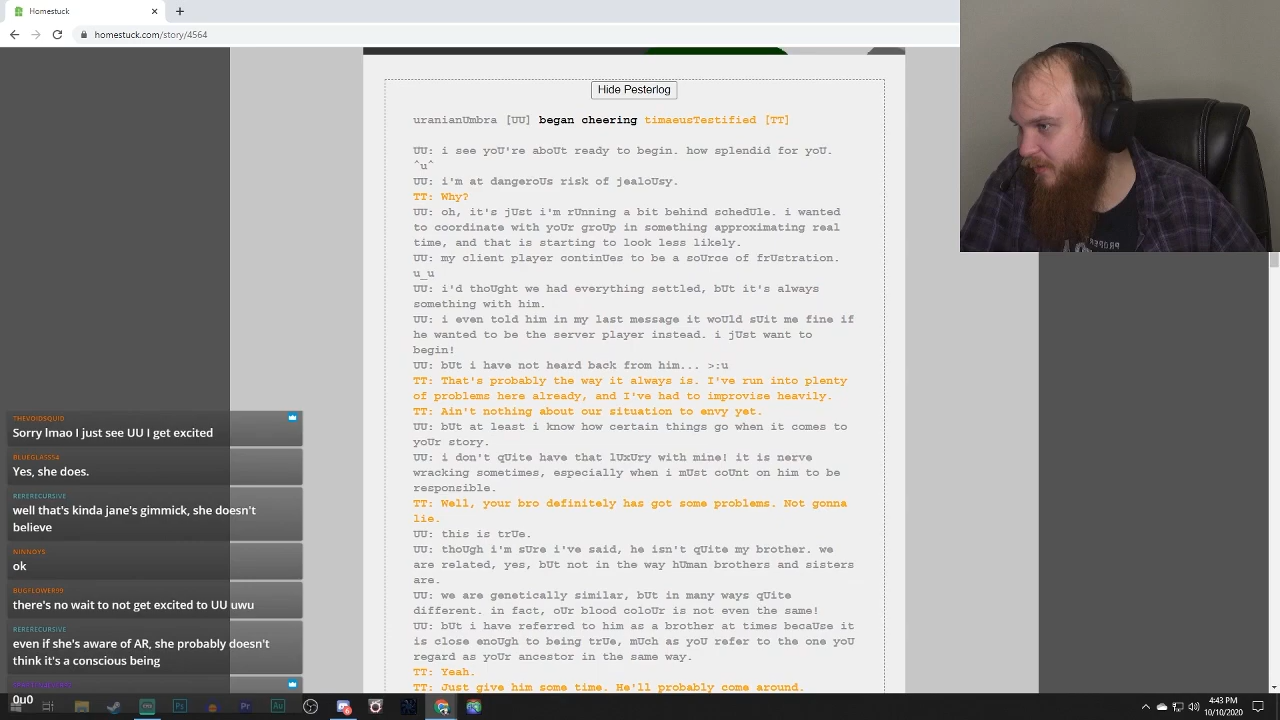 Homestuck
homestuck.com/story/4564
Hide Pesterlog
uranianUmbra [UU] began cheering timaeusTestified [TT]
UU: i see yoU're aboUt ready to begin. how splendid for yoU.
^u^
UU: i'm at dangeroUs risk of jealoUsy.
TT: Why?
UU: oh, it's jUst i'm rUnning a bit behind schedUle. i wanted
to coordinate with yoUr groUp in something approximating real
time, and that is starting to look less likely.
UU: my client player continUes to be a soUrce of frUstration.
u_u
UU: i'd thoUght we had everything settled, bUt it's always
something with him.
UU: i even told him in my last message it woUld sUit me fine if
he wanted to be the server player instead. i jUst want to
begin!
UU: bUt i have not heard back from him... >:u
TT: That's probably the way it always is. I've run into plenty
of problems here already, and I've had to improvise heavily.
TT: Ain't nothing about our situation to envy yet.
UU: bUt at least i know how certain things go when it comes to
yoUr story.
UU: i don't qUite have that lUxUry with mine! it is nerve
wracking sometimes, especially when i mUst coUnt on him to be
responsible.
TT: Well, your bro definitely has got some problems. Not gonna
lie.
UU: this is trUe.
UU: thoUgh i'm sUre i've said, he isn't qUite my brother. we
are related, yes, bUt not in the way hUman brothers and sisters
are.
UU: we are genetically similar, bUt in many ways qUite
different. in fact, oUr blood coloUr is not even the same!
UU: bUt i have referred to him as a brother at times becaUse it
is close enoUgh to being trUe, mUch as yoU refer to the one yoU
regard as yoUr ancestor in the same way.
TT: Yeah.
TT: Just give him some time. He'll probably come around.
THEVOIDSQUID
Sorry lmao I just see UU I get excited
BLUEGLASS54
Yes, she does.
RERERECURSIVE
well that's kinda jane's gimmick, she doesn't
believe
NINNOYS
ok
BUGFLOWER99
there's no wait to not get excited to UU uwu
RERERECURSIVE
even if she's aware of AR, she probably doesn't
think it's a conscious being
0u0
4:43 PM
10/10/2020